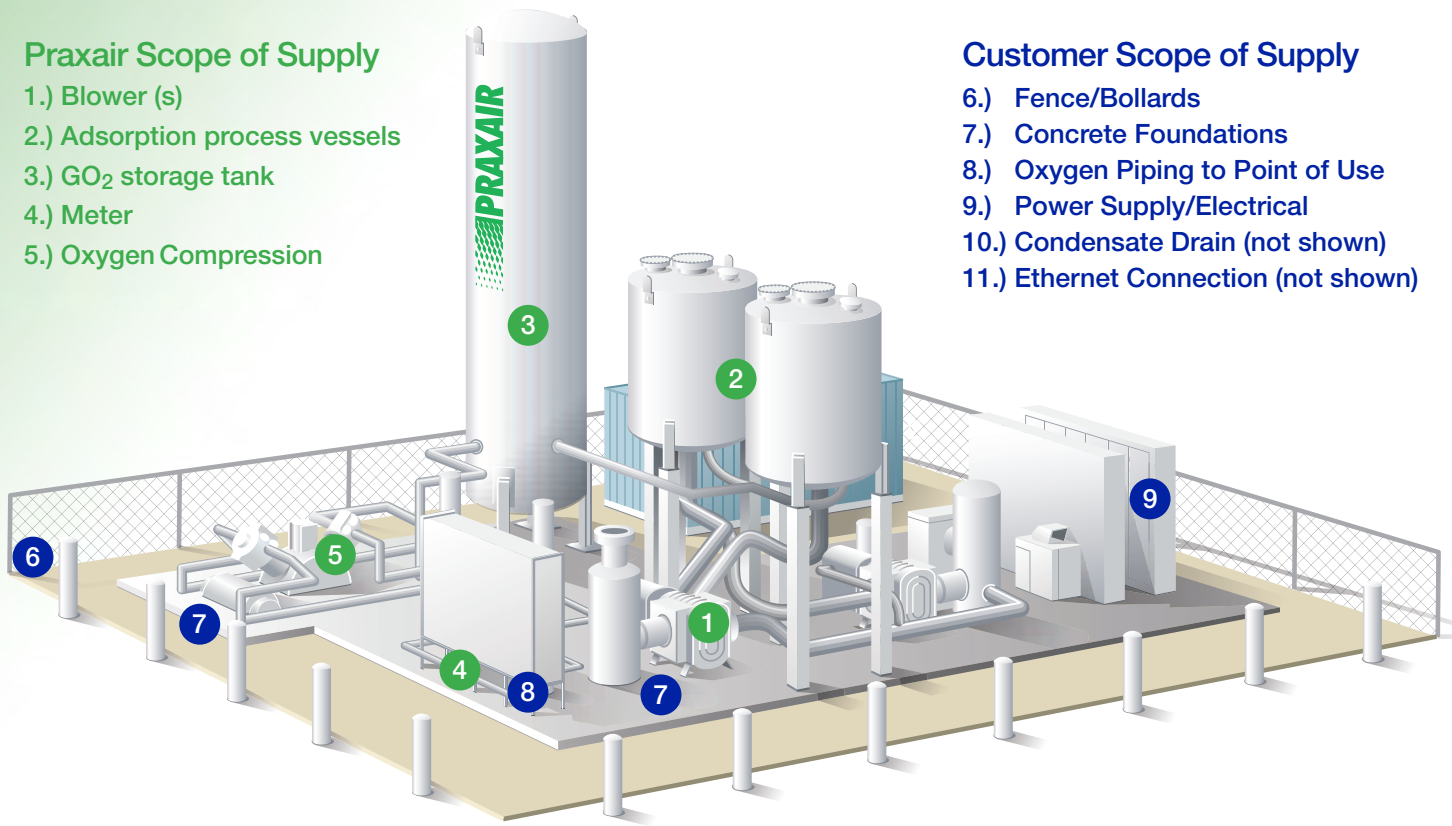 Praxair Scope of Supply
1.) Blower (s)
2.) Adsorption process vessels
3.) GO₂ storage tank
4.) Meter
5.) Oxygen Compression
Customer Scope of Supply
6.) Fence/Bollards
7.) Concrete Foundations
8.) Oxygen Piping to Point of Use
9.) Power Supply/Electrical
10.) Condensate Drain (not shown)
11.) Ethernet Connection (not shown)
PRAXAIR
3
2
9
6
5
7
1
4
8
7